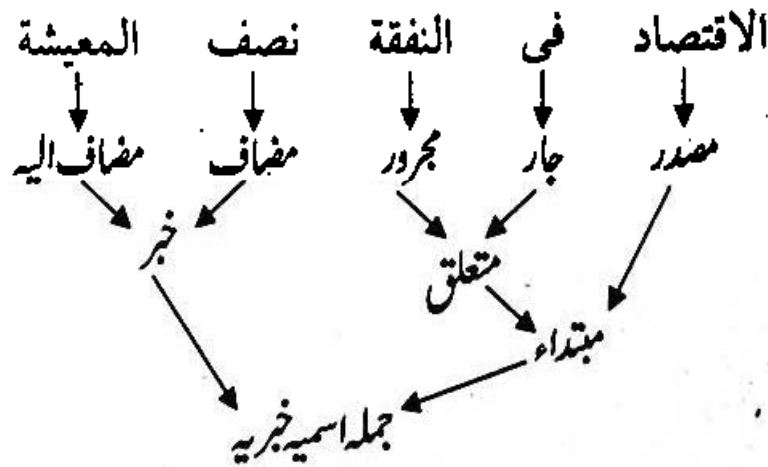 الاقتصاد فى النفقة نصف المعيشة
مصدر جار مجرور مضاف مضاف اليه
متعلق خبر
مبتداء
جملہ اسمیہ خبریہ